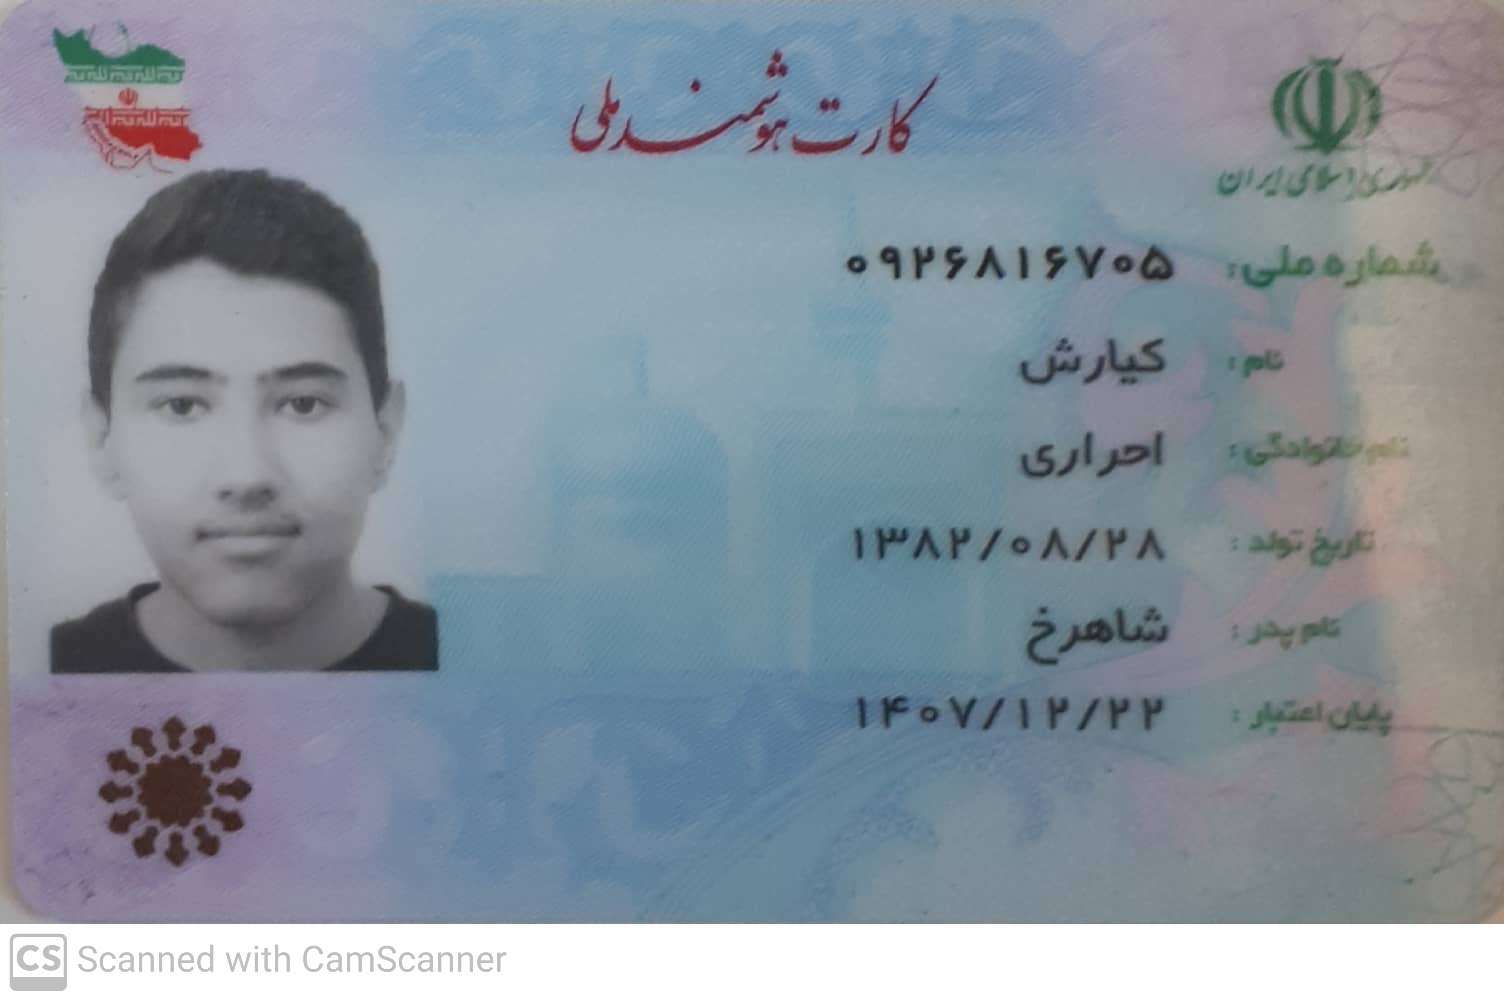 کارت هوشمند ملی
جمهوری اسلامی ایران
شماره ملی: ۰۹۲۶۸۱۶۷۰۵
نام: کیارش
نام خانوادگی: احراری
تاریخ تولد: ۱۳۸۲/۰۸/۲۸
نام پدر: شاهرخ
پایان اعتبار: ۱۴۰۷/۱۲/۲۲
CS Scanned with CamScanner